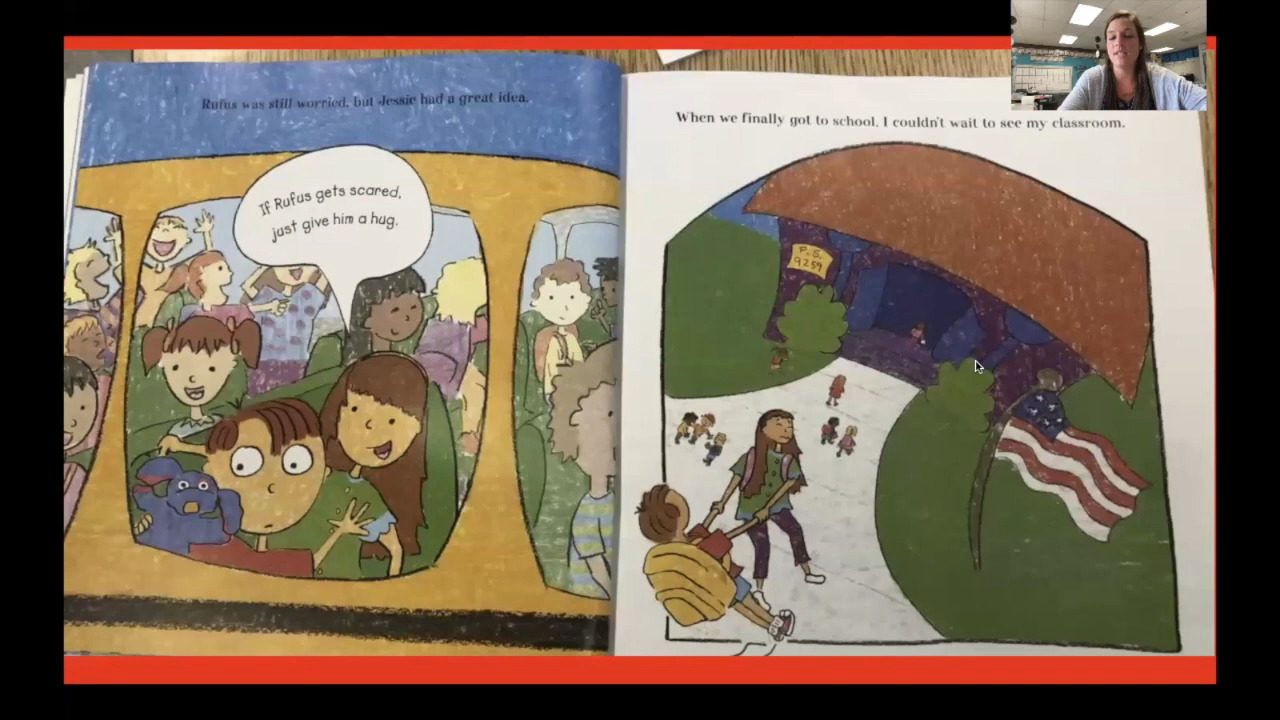 Rufus was still worried, but Jessie had a great idea.
If Rufus gets scared,
just give him a hug.
When we finally got to school, I couldn't wait to see my classroom.
P.S.
9259